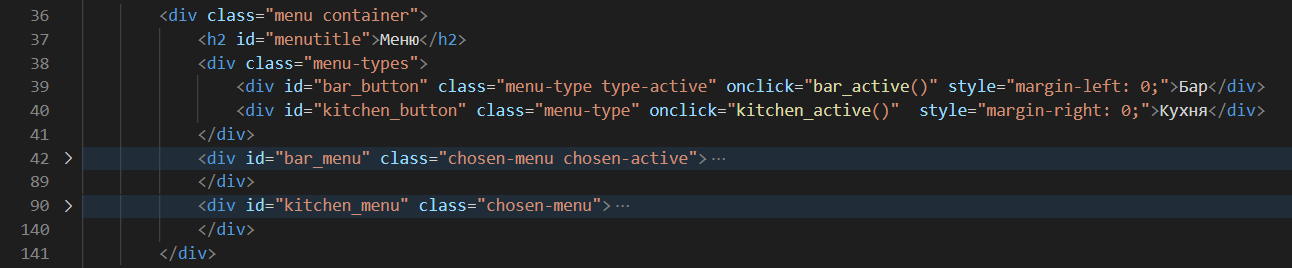 36 <div class="menu container">
37 <h2 id="menutitle">Меню</h2>
38 <div class="menu-types">
39 <div id="bar_button" class="menu-type type-active" onclick="bar_active()" style="margin-left: 0;">Бар</div>
40 <div id="kitchen_button" class="menu-type" onclick="kitchen_active()"  style="margin-right: 0;">Кухня</div>
41 </div>
42 <div id="bar_menu" class="chosen-menu chosen-active">…
89 </div>
90 <div id="kitchen_menu" class="chosen-menu">…
140 </div>
141 </div>